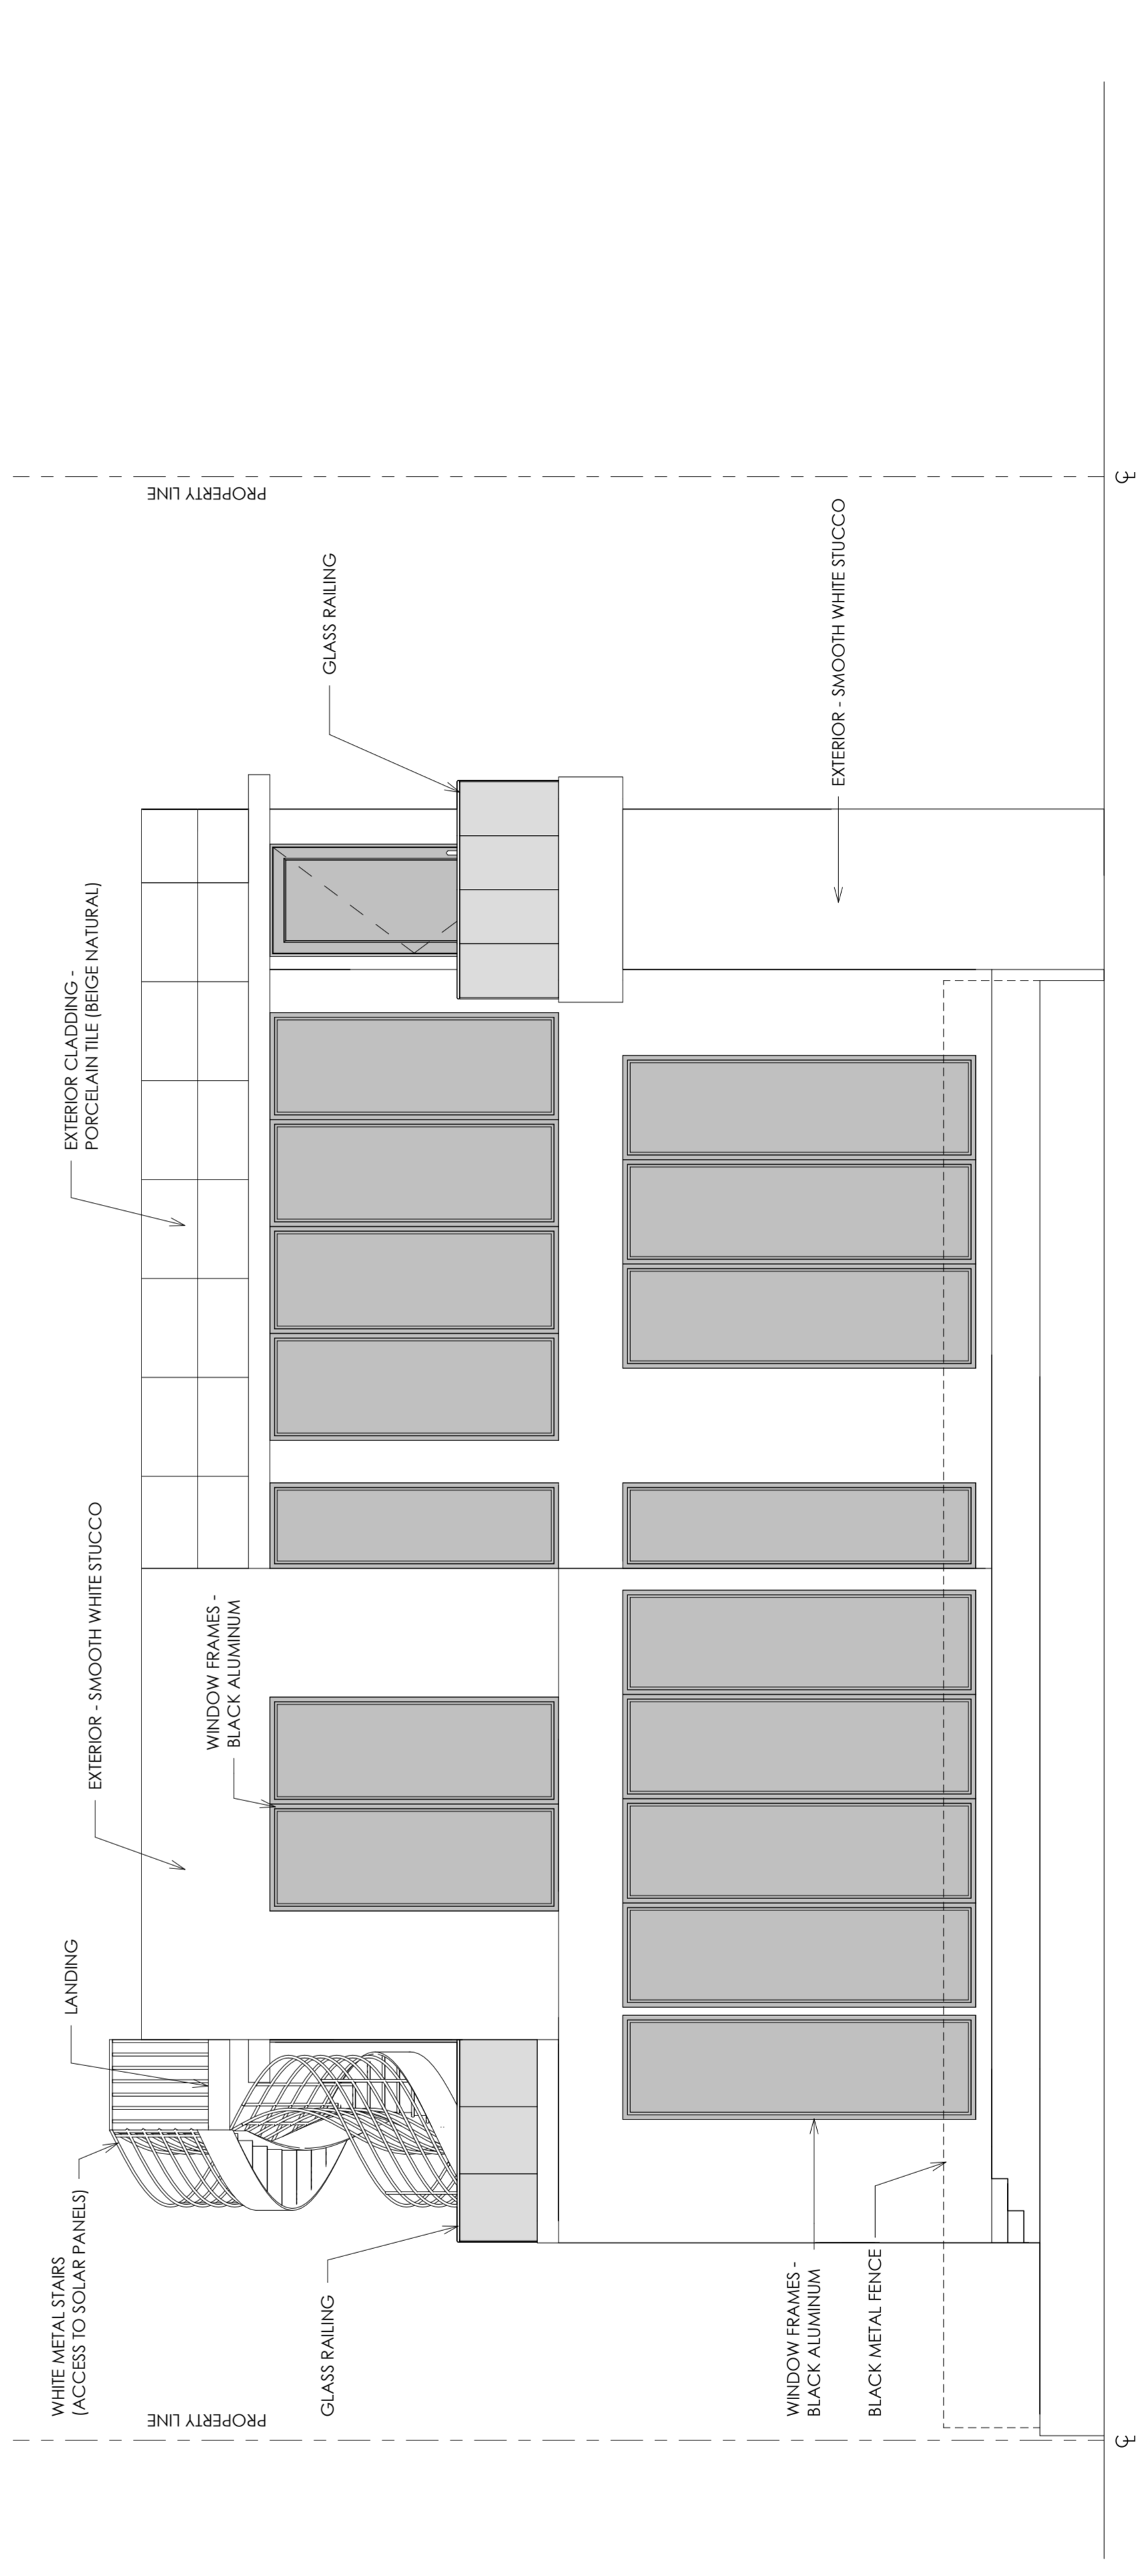 WHITE METAL STAIRS
(ACCESS TO SOLAR PANELS)
LANDING
EXTERIOR - SMOOTH WHITE STUCCO
EXTERIOR CLADDING -
PORCELAIN TILE (BEIGE NATURAL)
PROPERTY LINE
PROPERTY LINE
WINDOW FRAMES -
BLACK ALUMINUM
GLASS RAILING
GLASS RAILING
WINDOW FRAMES -
BLACK ALUMINUM
BLACK METAL FENCE
EXTERIOR - SMOOTH WHITE STUCCO
℄
℄